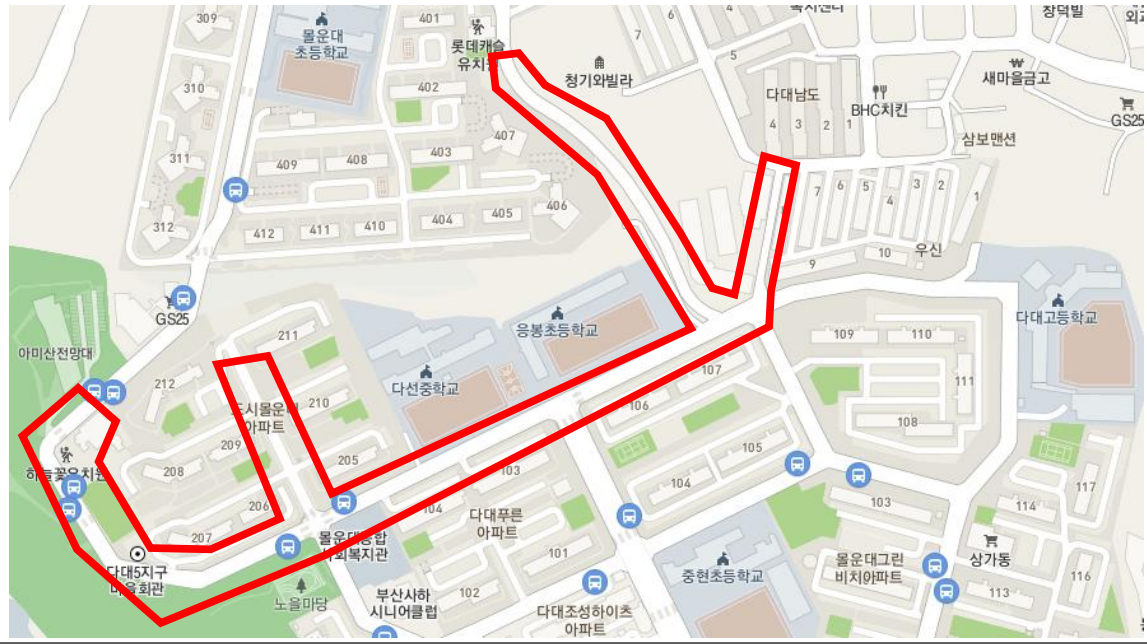 309
401
몰운대
초등학교
롯데캐슬
유치원
7
6
4
5
창덕빌
310
402
청기와빌라
새마을금고
다대남도
BHC치킨
GS25
4
3
2
1
407
403
삼보맨션
311
409
408
7
6
5
4
3
2
1
406
404
405
312
412
411
410
우신
10
9
GS25
응봉초등학교
다대고등학교
211
109
110
아미산전망대
다선중학교
107
212
210
111
도시몰운대
아파트
106
108
209
105
205
하늘꽃유치원
208
103
104
206
104
103
117
114
207
다대푸른
아파트
몰운대종합
사회복지관
101
다대5지구
마을회관
중현초등학교
몰운대그린
비치아파트
상가동
116
노을마당
부산사하
시니어클럽
102
113
다대조성하이츠
아파트